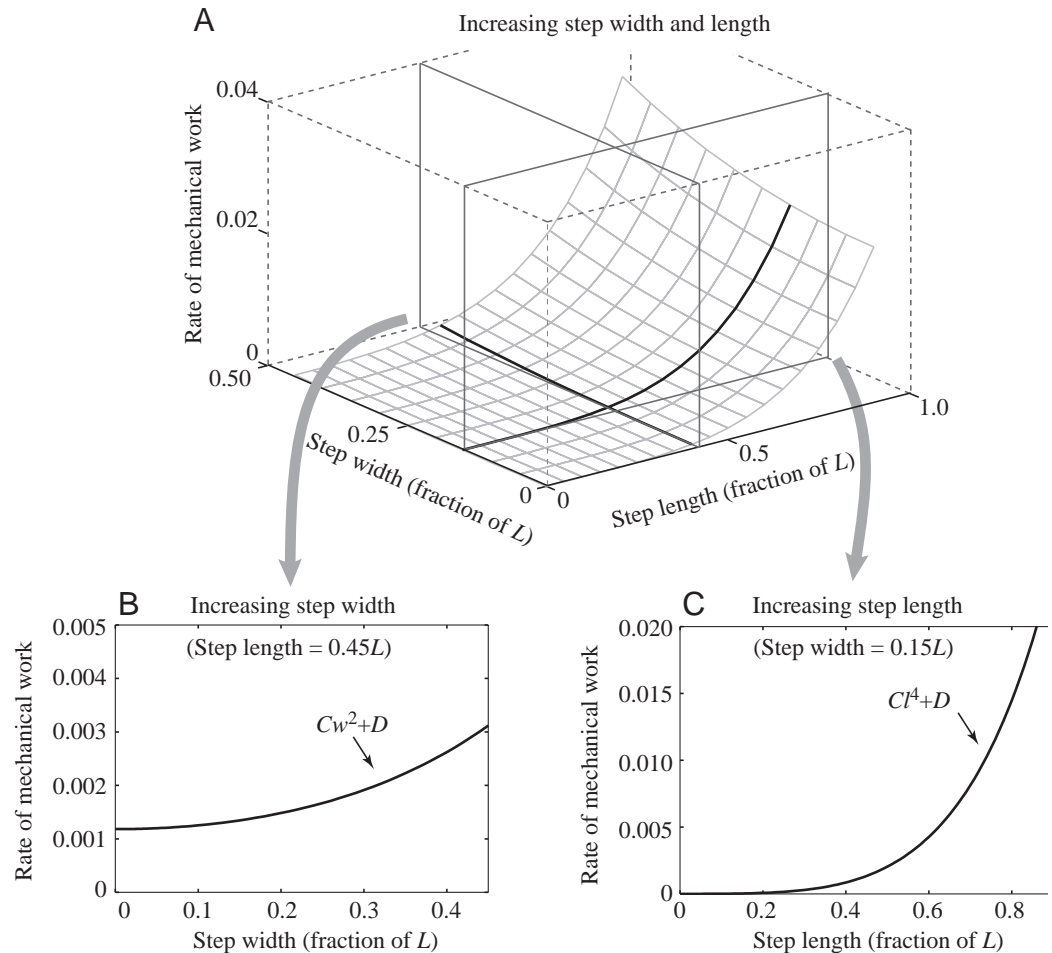 A
Increasing step width and length
Rate of mechanical work
0.04
0.02
0
0.50
0.25
0
Step width (fraction of L)
0
0.5
1.0
Step length (fraction of L)
B
Increasing step width
(Step length = 0.45L)
Rate of mechanical work
0.005
0.004
0.003
0.002
0.001
0
Cw²+D
0 0.1 0.2 0.3 0.4
Step width (fraction of L)
C
Increasing step length
(Step width = 0.15L)
Rate of mechanical work
0.020
0.015
0.010
0.005
0
Cl⁴+D
0 0.2 0.4 0.6 0.8
Step length (fraction of L)